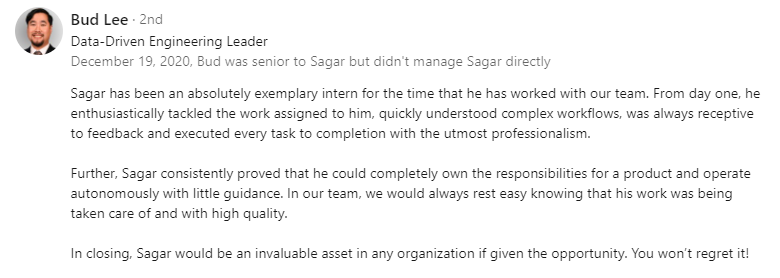 Bud Lee · 2nd
Data-Driven Engineering Leader
December 19, 2020, Bud was senior to Sagar but didn't manage Sagar directly
Sagar has been an absolutely exemplary intern for the time that he has worked with our team. From day one, he
enthusiastically tackled the work assigned to him, quickly understood complex workflows, was always receptive
to feedback and executed every task to completion with the utmost professionalism.
Further, Sagar consistently proved that he could completely own the responsibilities for a product and operate
autonomously with little guidance. In our team, we would always rest easy knowing that his work was being
taken care of and with high quality.
In closing, Sagar would be an invaluable asset in any organization if given the opportunity. You won't regret it!